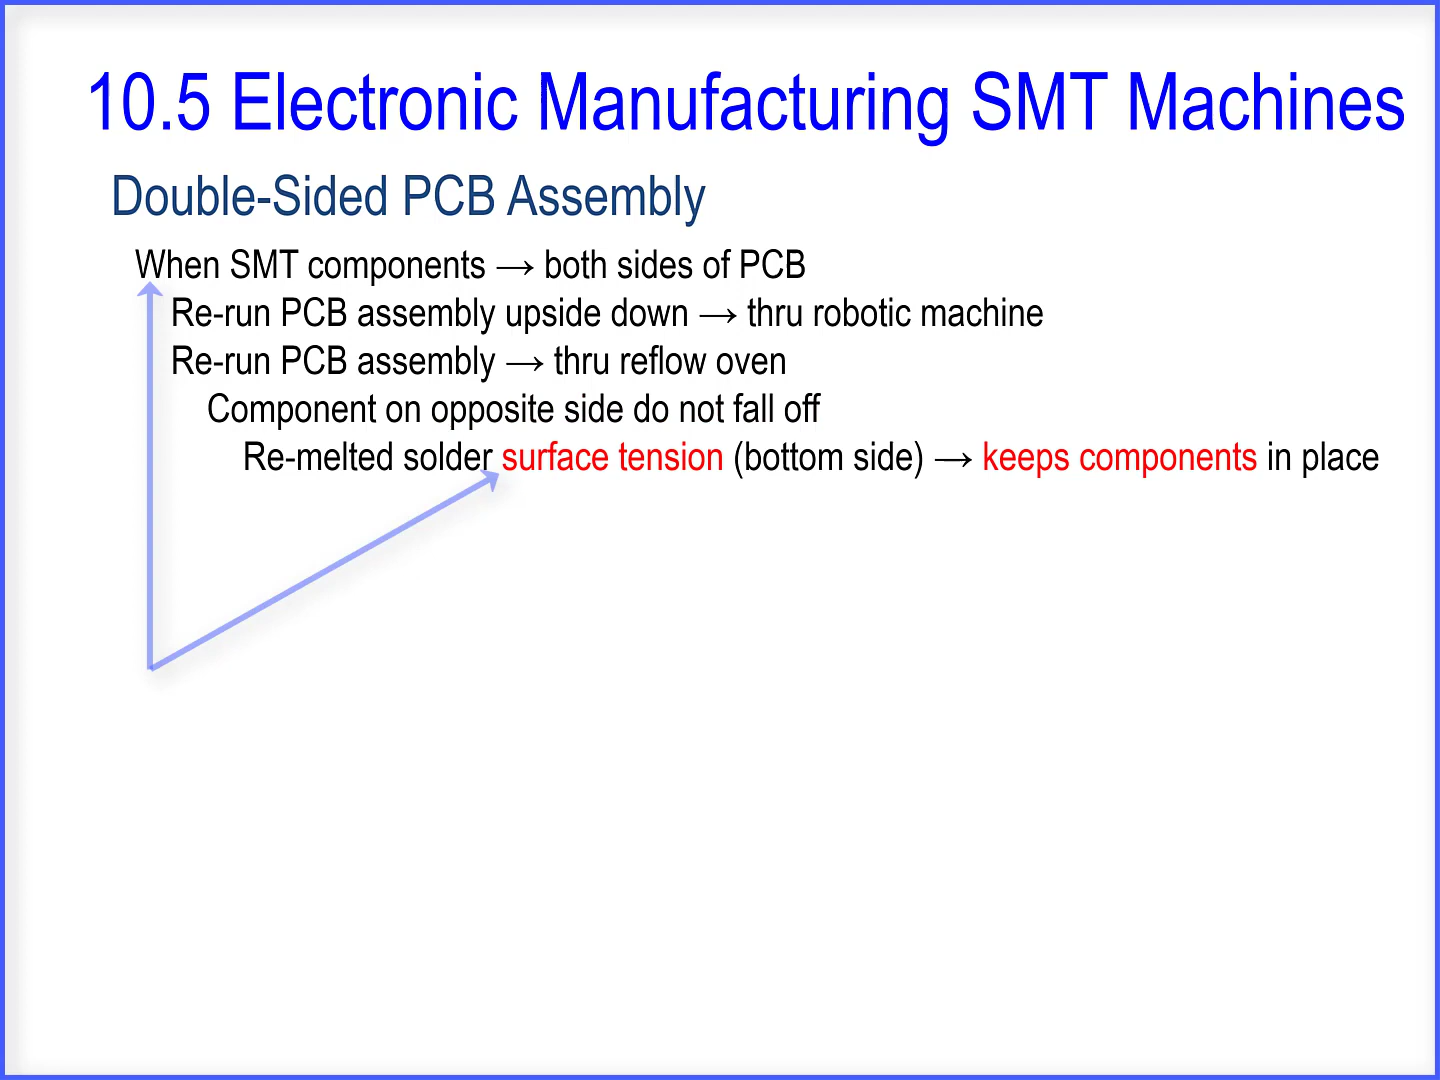 10.5 Electronic Manufacturing SMT Machines
Double-Sided PCB Assembly
When SMT components → both sides of PCB
Re-run PCB assembly upside down → thru robotic machine
Re-run PCB assembly → thru reflow oven
Component on opposite side do not fall off
Re-melted solder surface tension (bottom side) → keeps components in place